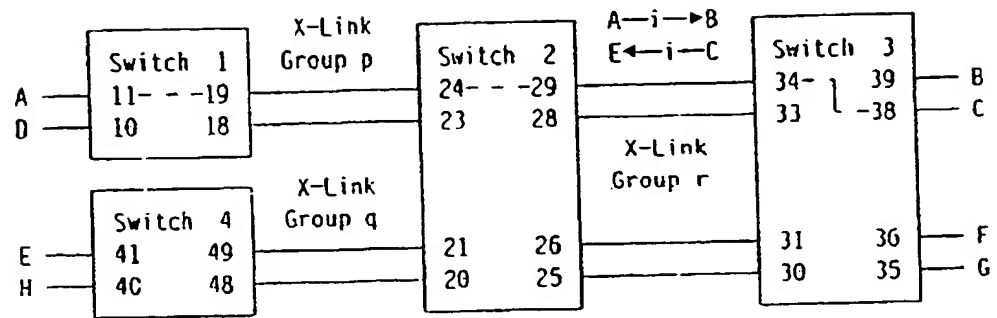 X-Link
Group p
A—i—►B
E◄—i—C
Switch 1
11- - -19
10 18
A
D
Switch 2
24- - -29
23 28
21 26
20 25
Switch 3
34- 39
33 -38
31 36
30 35
B
C
F
G
X-Link
Group r
X-Link
Group q
Switch 4
41 49
4C 48
E
H